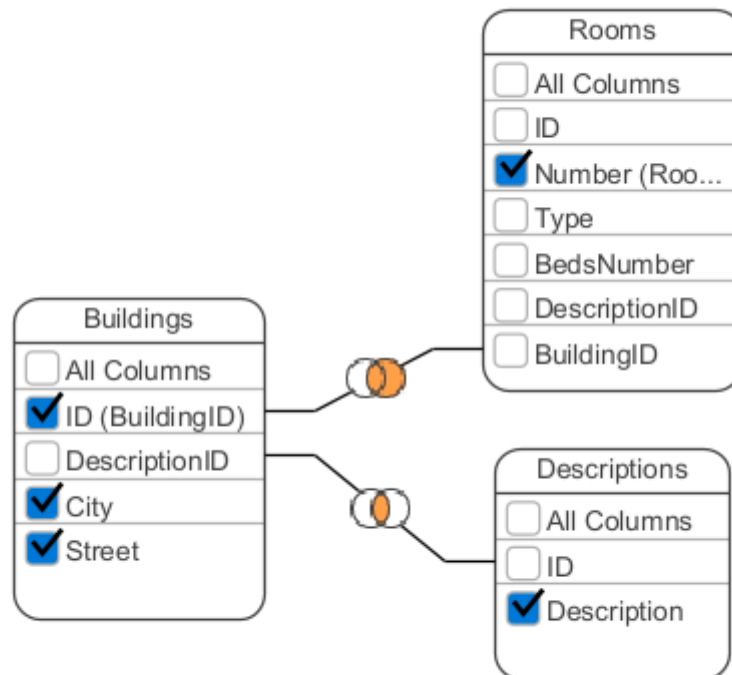 Rooms
All Columns
ID
Number (Roo...
Type
BedsNumber
DescriptionID
BuildingID
Buildings
All Columns
ID (BuildingID)
DescriptionID
City
Street
Descriptions
All Columns
ID
Description